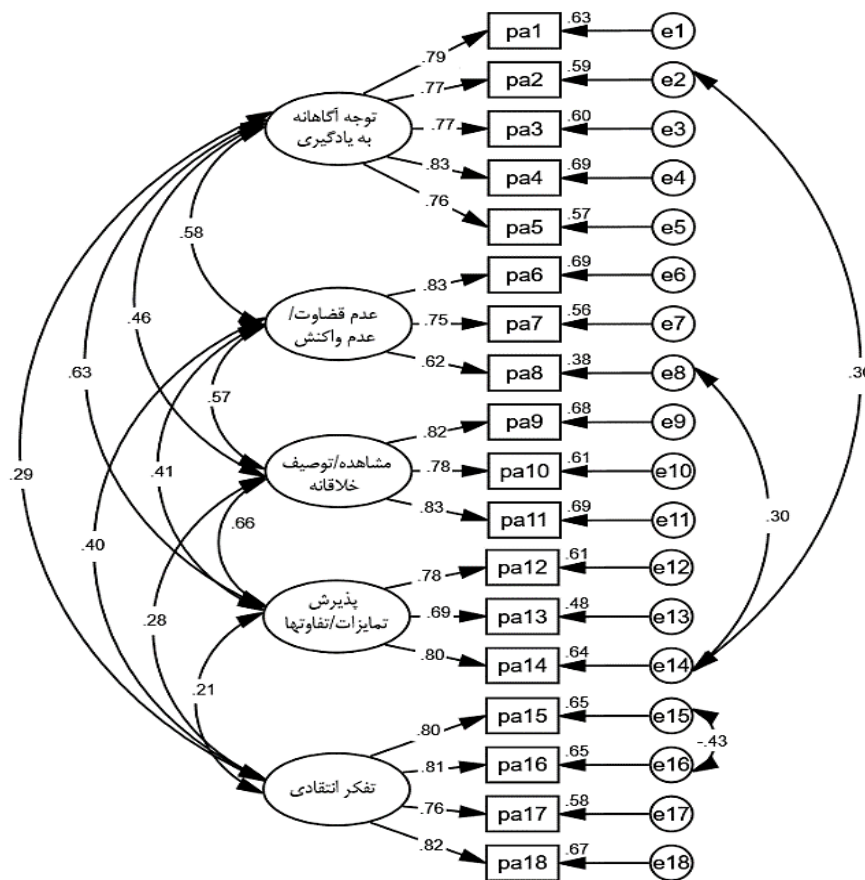 pa1 .63 e1
.79
pa2 .59 e2
.77
توجه آگاهانه
به یادگیری
.77 pa3 .60 e3
.83 pa4 .69 e4
.76
pa5 .57 e5
.58
.83 pa6 .69 e6
عدم قضاوت/
عدم واکنش
.75 pa7 .56 e7
.46
.62 pa8 .38 e8
.63
.57
.82 pa9 .68 e9
مشاهده/توصیف
خلاقانه
.78 pa10 .61 e10
.41
.29
.83 pa11 .69 e11
.66
.30
.40
.78 pa12 .61 e12
پذیرش
تمایزات/تفاوتها
.69 pa13 .48 e13
.28
.80 pa14 .64 e14
.21
.80 pa15 .65 e15
-.43
.81 pa16 .65 e16
تفکر انتقادی
.76 pa17 .58 e17
.82 pa18 .67 e18